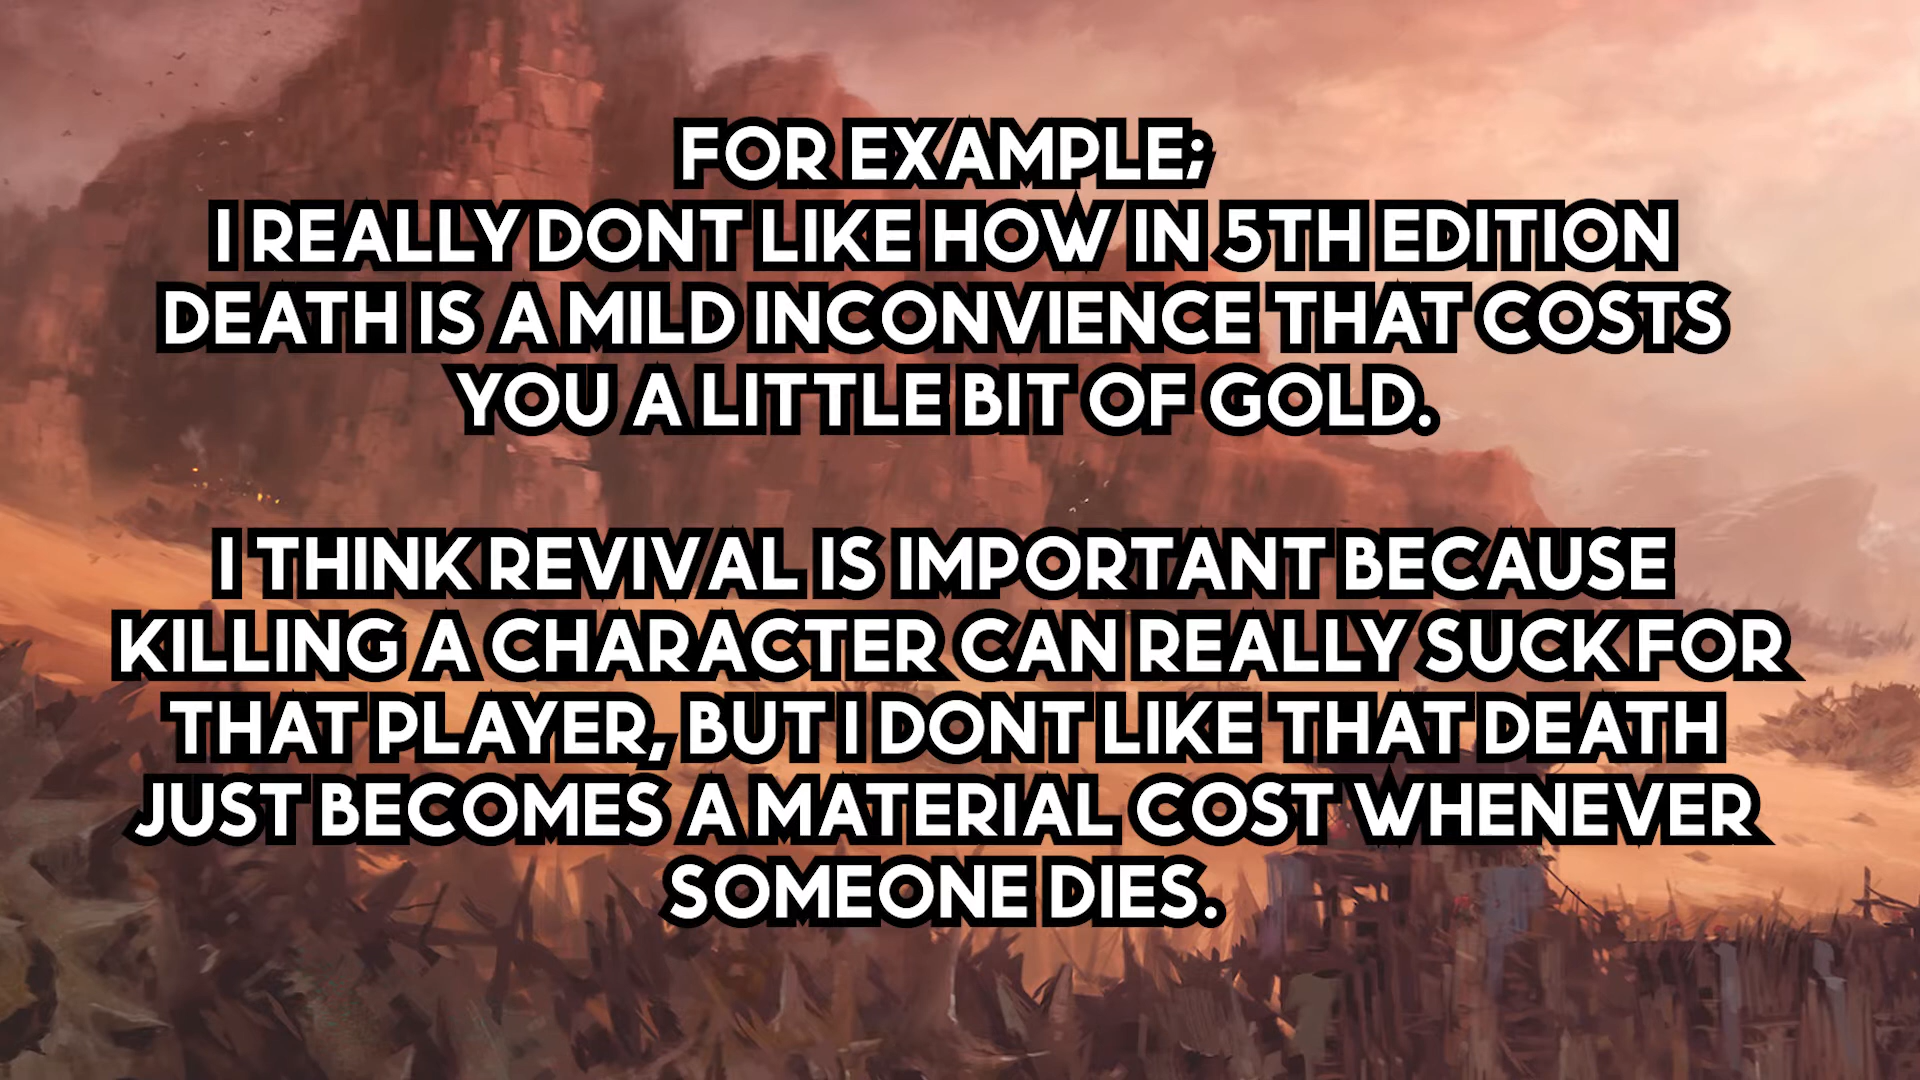 FOR EXAMPLE;
I REALLY DONT LIKE HOW IN 5TH EDITION
DEATH IS A MILD INCONVIENCE THAT COSTS
YOU A LITTLE BIT OF GOLD.
I THINK REVIVAL IS IMPORTANT BECAUSE
KILLING A CHARACTER CAN REALLY SUCK FOR
THAT PLAYER, BUT I DONT LIKE THAT DEATH
JUST BECOMES A MATERIAL COST WHENEVER
SOMEONE DIES.